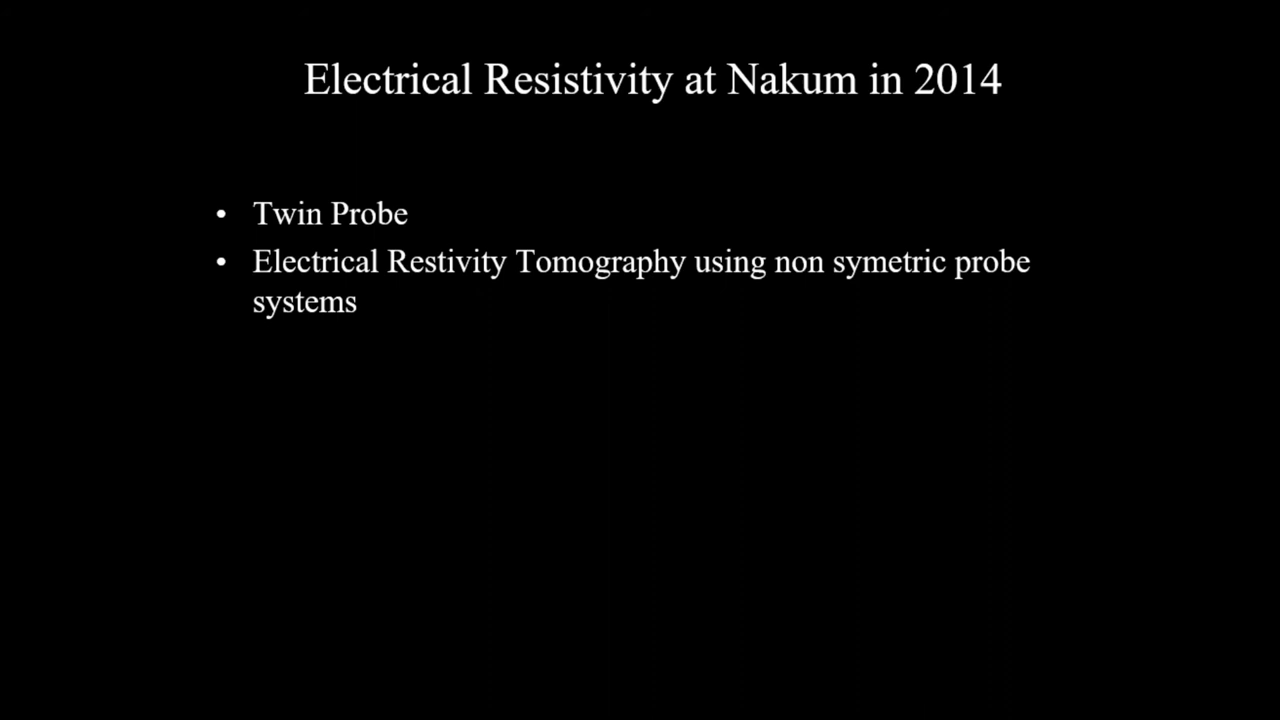 Electrical Resistivity at Nakum in 2014
• Twin Probe
• Electrical Restivity Tomography using non symetric probe
systems